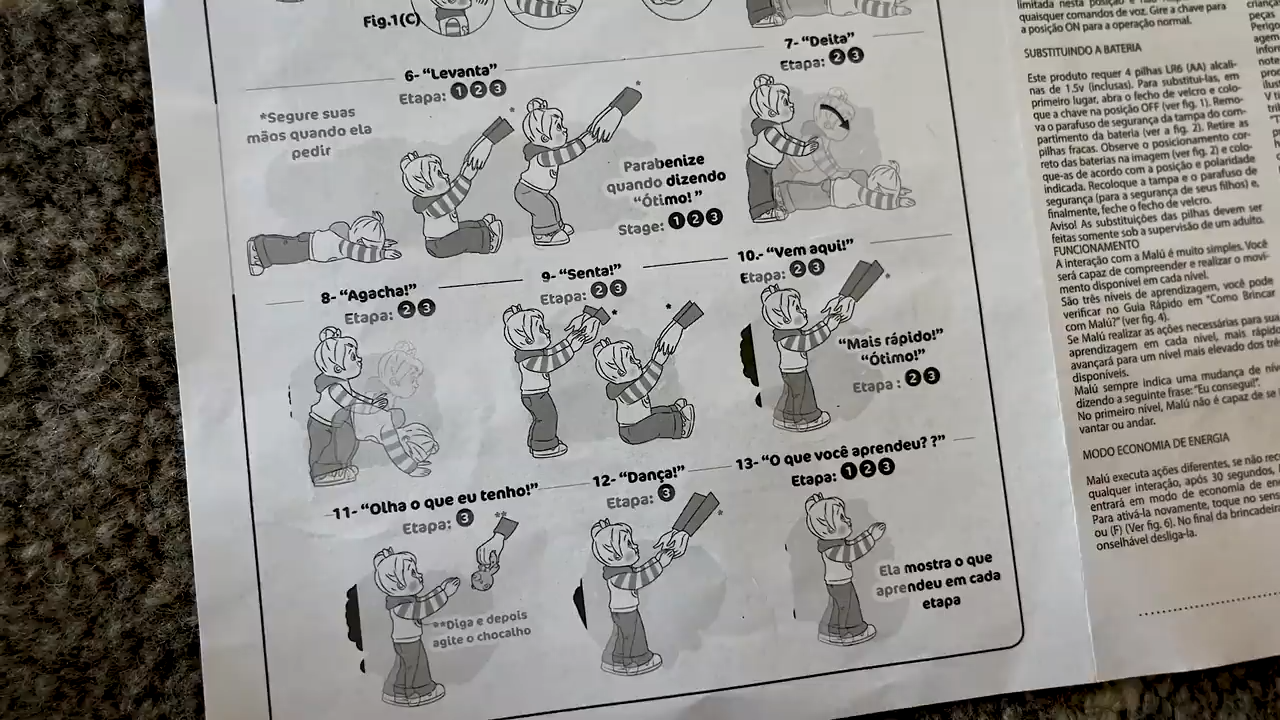 Fig.1(C)
6- “Levanta”
Etapa: 1 2 3
*Segure suas
mãos quando ela
pedir
*
*
Parabenize
quando dizendo
“Ótimo!”
Stage: 1 2 3
7- “Deita”
Etapa: 2 3
8- “Agacha!”
Etapa: 2 3
9- “Senta!”
Etapa: 2 3
*
*
10.- “Vem aqui!”
Etapa: 2 3
*
“Mais rápido!”
“Ótimo!”
Etapa : 2 3
11- “Olha o que eu tenho!”
Etapa: 3
**
**Diga e depois
agite o chocalho
12- “Dança!”
Etapa: 3
*
13- “O que você aprendeu? ?”
Etapa: 1 2 3
Ela mostra o que
aprendeu em cada
etapa
limitada nesta posição e não
quaisquer comandos de voz. Gire a chave para
a posição ON para a operação normal.
SUBSTITUINDO A BATERIA
Este produto requer 4 pilhas LR6 (AA) alcali-
nas de 1.5v (inclusas). Para substituí-las, em
primeiro lugar, abra o fecho de velcro e colo-
que a chave na posição OFF (ver fig. 1). Remo-
va o parafuso de segurança da tampa do com-
partimento da bateria (ver a fig. 2). Retire as
pilhas fracas. Observe o posicionamento cor-
reto das baterias na imagem (ver fig. 2) e colo-
que-as de acordo com a posição e polaridade
indicada. Recoloque a tampa e o parafuso de
segurança (para a segurança de seus filhos) e,
finalmente, feche o fecho de velcro.
Aviso! As substituições das pilhas devem ser
feitas somente sob a supervisão de um adulto.
FUNCIONAMENTO
A interação com a Malú é muito simples. Você
será capaz de compreender e realizar o movi-
mento disponível em cada nível.
São três níveis de aprendizagem, você pode
verificar no Guia Rápido em “Como Brincar
com Malú?” (ver fig. 4).
Se Malú realizar as ações necessárias para sua
aprendizagem em cada nível, mais rápido
avançará para um nível mais elevado dos três
disponíveis.
Malú sempre indica uma mudança de nível
dizendo a seguinte frase: “Eu consegui!”.
No primeiro nível, Malú não é capaz de se
vantar ou andar.
MODO ECONOMIA DE ENERGIA
Malú executa ações diferentes, se não
qualquer interação, após 30 segundos,
entrará em modo de economia de
Para ativá-la novamente, toque no
ou (F) (Ver fig. 6). No final da brincadeira
onselhável desliga-la.